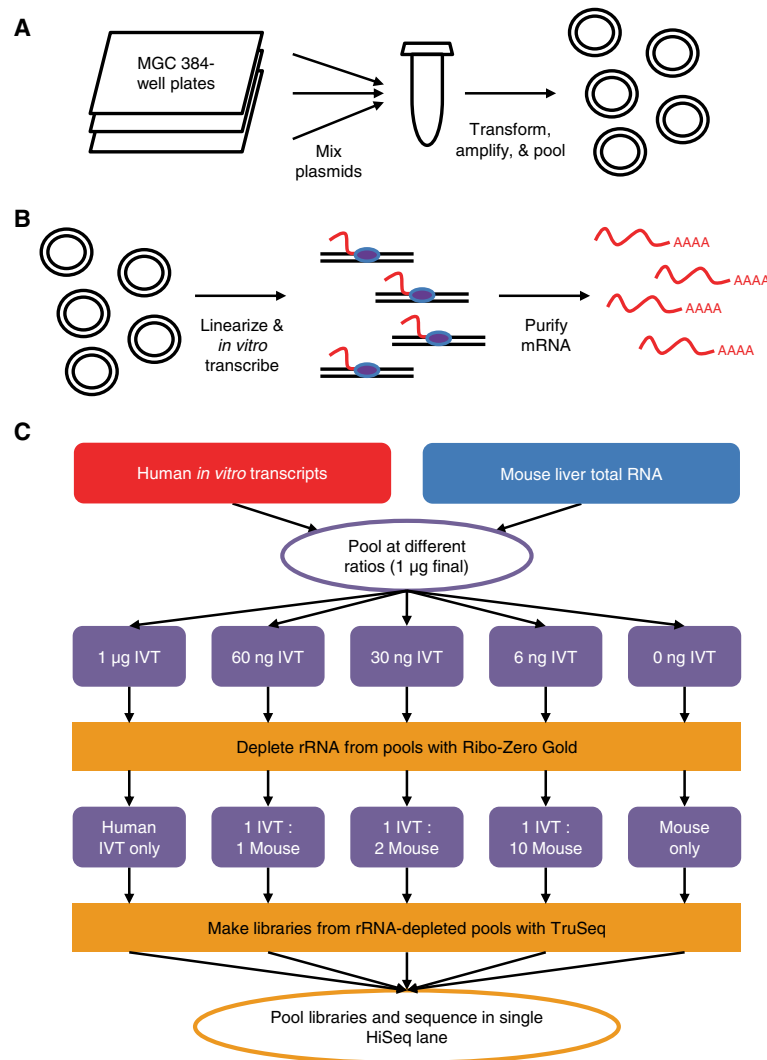 A
MGC 384-
well plates
Mix
plasmids
Transform,
amplify, & pool
B
Linearize &
in vitro
transcribe
Purify
mRNA
AAAA
AAAA
AAAA
AAAA
C
Human in vitro transcripts
Mouse liver total RNA
Pool at different
ratios (1 µg final)
1 µg IVT
60 ng IVT
30 ng IVT
6 ng IVT
0 ng IVT
Deplete rRNA from pools with Ribo-Zero Gold
Human
IVT only
1 IVT :
1 Mouse
1 IVT :
2 Mouse
1 IVT :
10 Mouse
Mouse
only
Make libraries from rRNA-depleted pools with TruSeq
Pool libraries and sequence in single
HiSeq lane